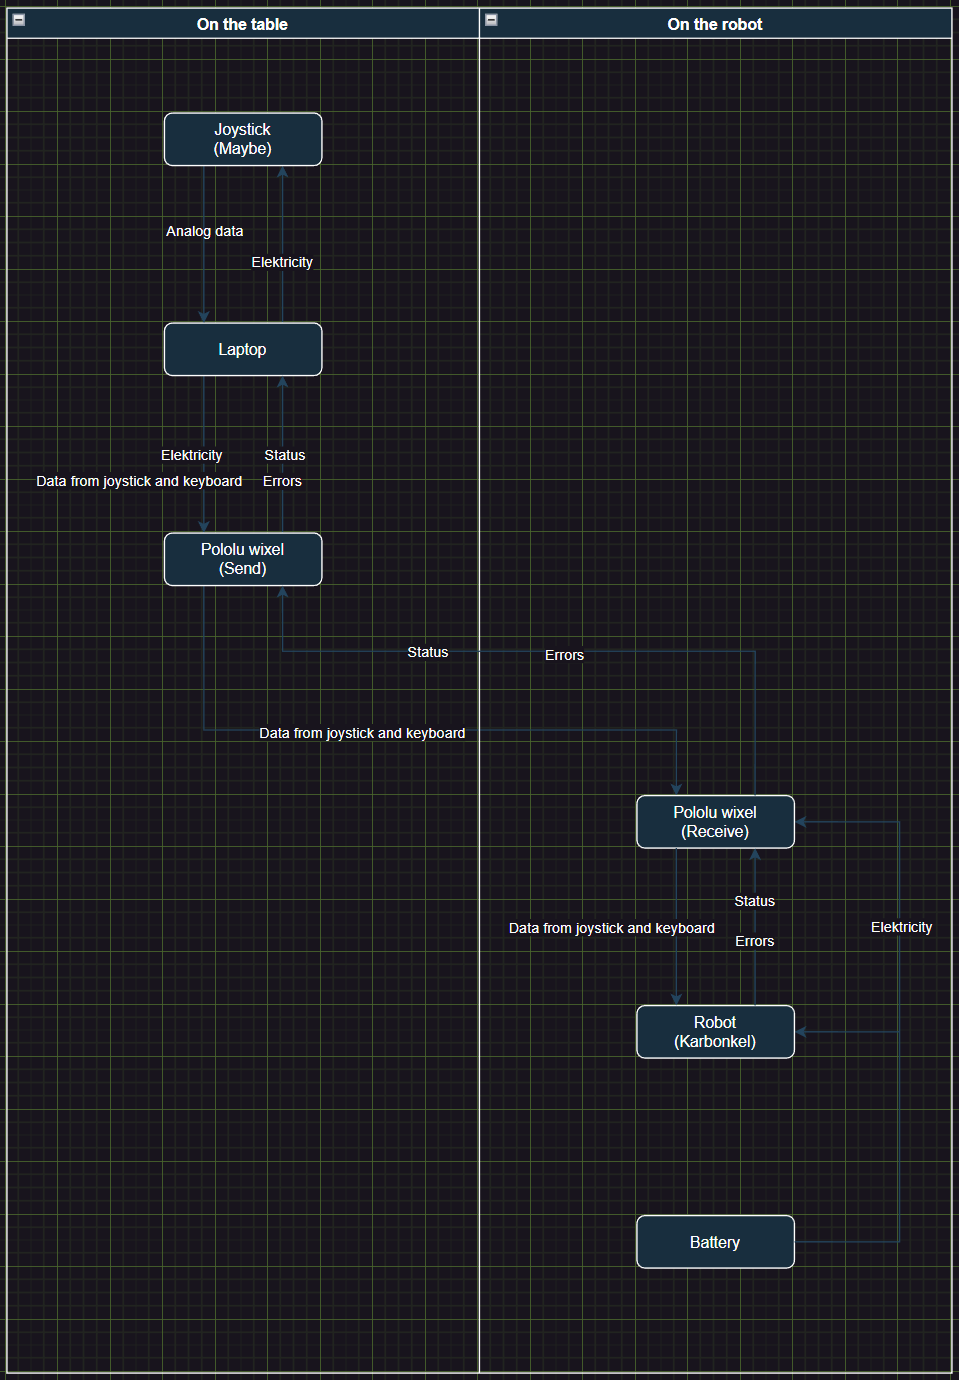 On the table
On the robot
Joystick
(Maybe)
Analog data
Elektricity
Laptop
Elektricity
Status
Data from joystick and keyboard
Errors
Pololu wixel
(Send)
Status
Errors
Data from joystick and keyboard
Pololu wixel
(Receive)
Status
Data from joystick and keyboard
Elektricity
Errors
Robot
(Karbonkel)
Battery